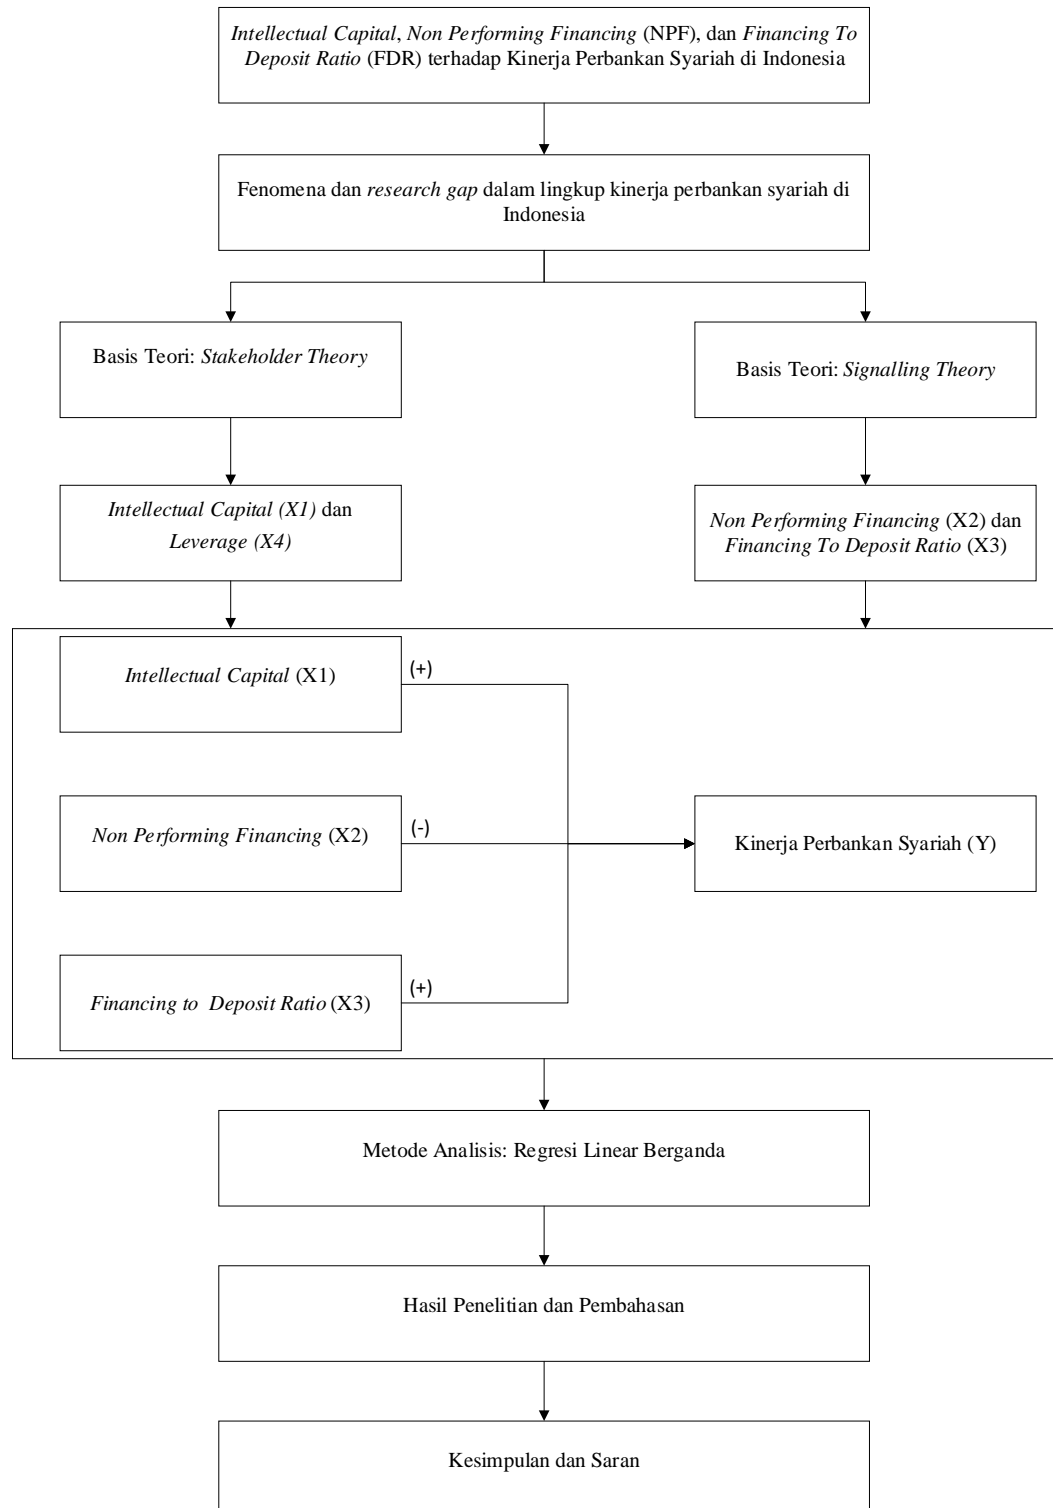 Intellectual Capital, Non Performing Financing (NPF), dan Financing To
Deposit Ratio (FDR) terhadap Kinerja Perbankan Syariah di Indonesia
Fenomena dan research gap dalam lingkup kinerja perbankan syariah di
Indonesia
Basis Teori: Stakeholder Theory
Basis Teori: Signalling Theory
Intellectual Capital (X1) dan
Leverage (X4)
Non Performing Financing (X2) dan
Financing To Deposit Ratio (X3)
Intellectual Capital (X1)
(+)
Non Performing Financing (X2)
(-)
Kinerja Perbankan Syariah (Y)
Financing to Deposit Ratio (X3)
(+)
Metode Analisis: Regresi Linear Berganda
Hasil Penelitian dan Pembahasan
Kesimpulan dan Saran